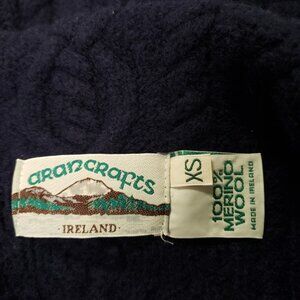 arancrafts
·IRELAND·
XS
100%
MERINO
WOOL
MADE IN IRELAND